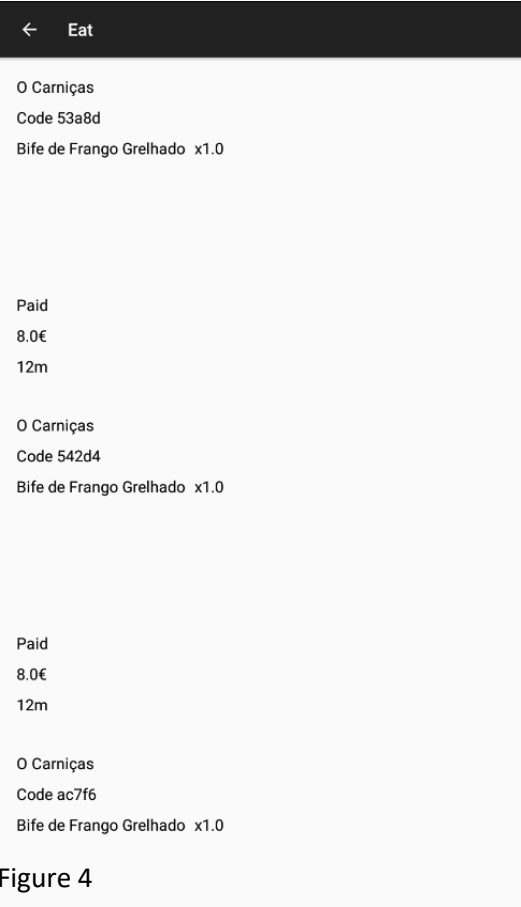 ← Eat
O Carniças
Code 53a8d
Bife de Frango Grelhado x1.0
Paid
8.0€
12m
O Carniças
Code 542d4
Bife de Frango Grelhado x1.0
Paid
8.0€
12m
O Carniças
Code ac7f6
Bife de Frango Grelhado x1.0
Figure 4